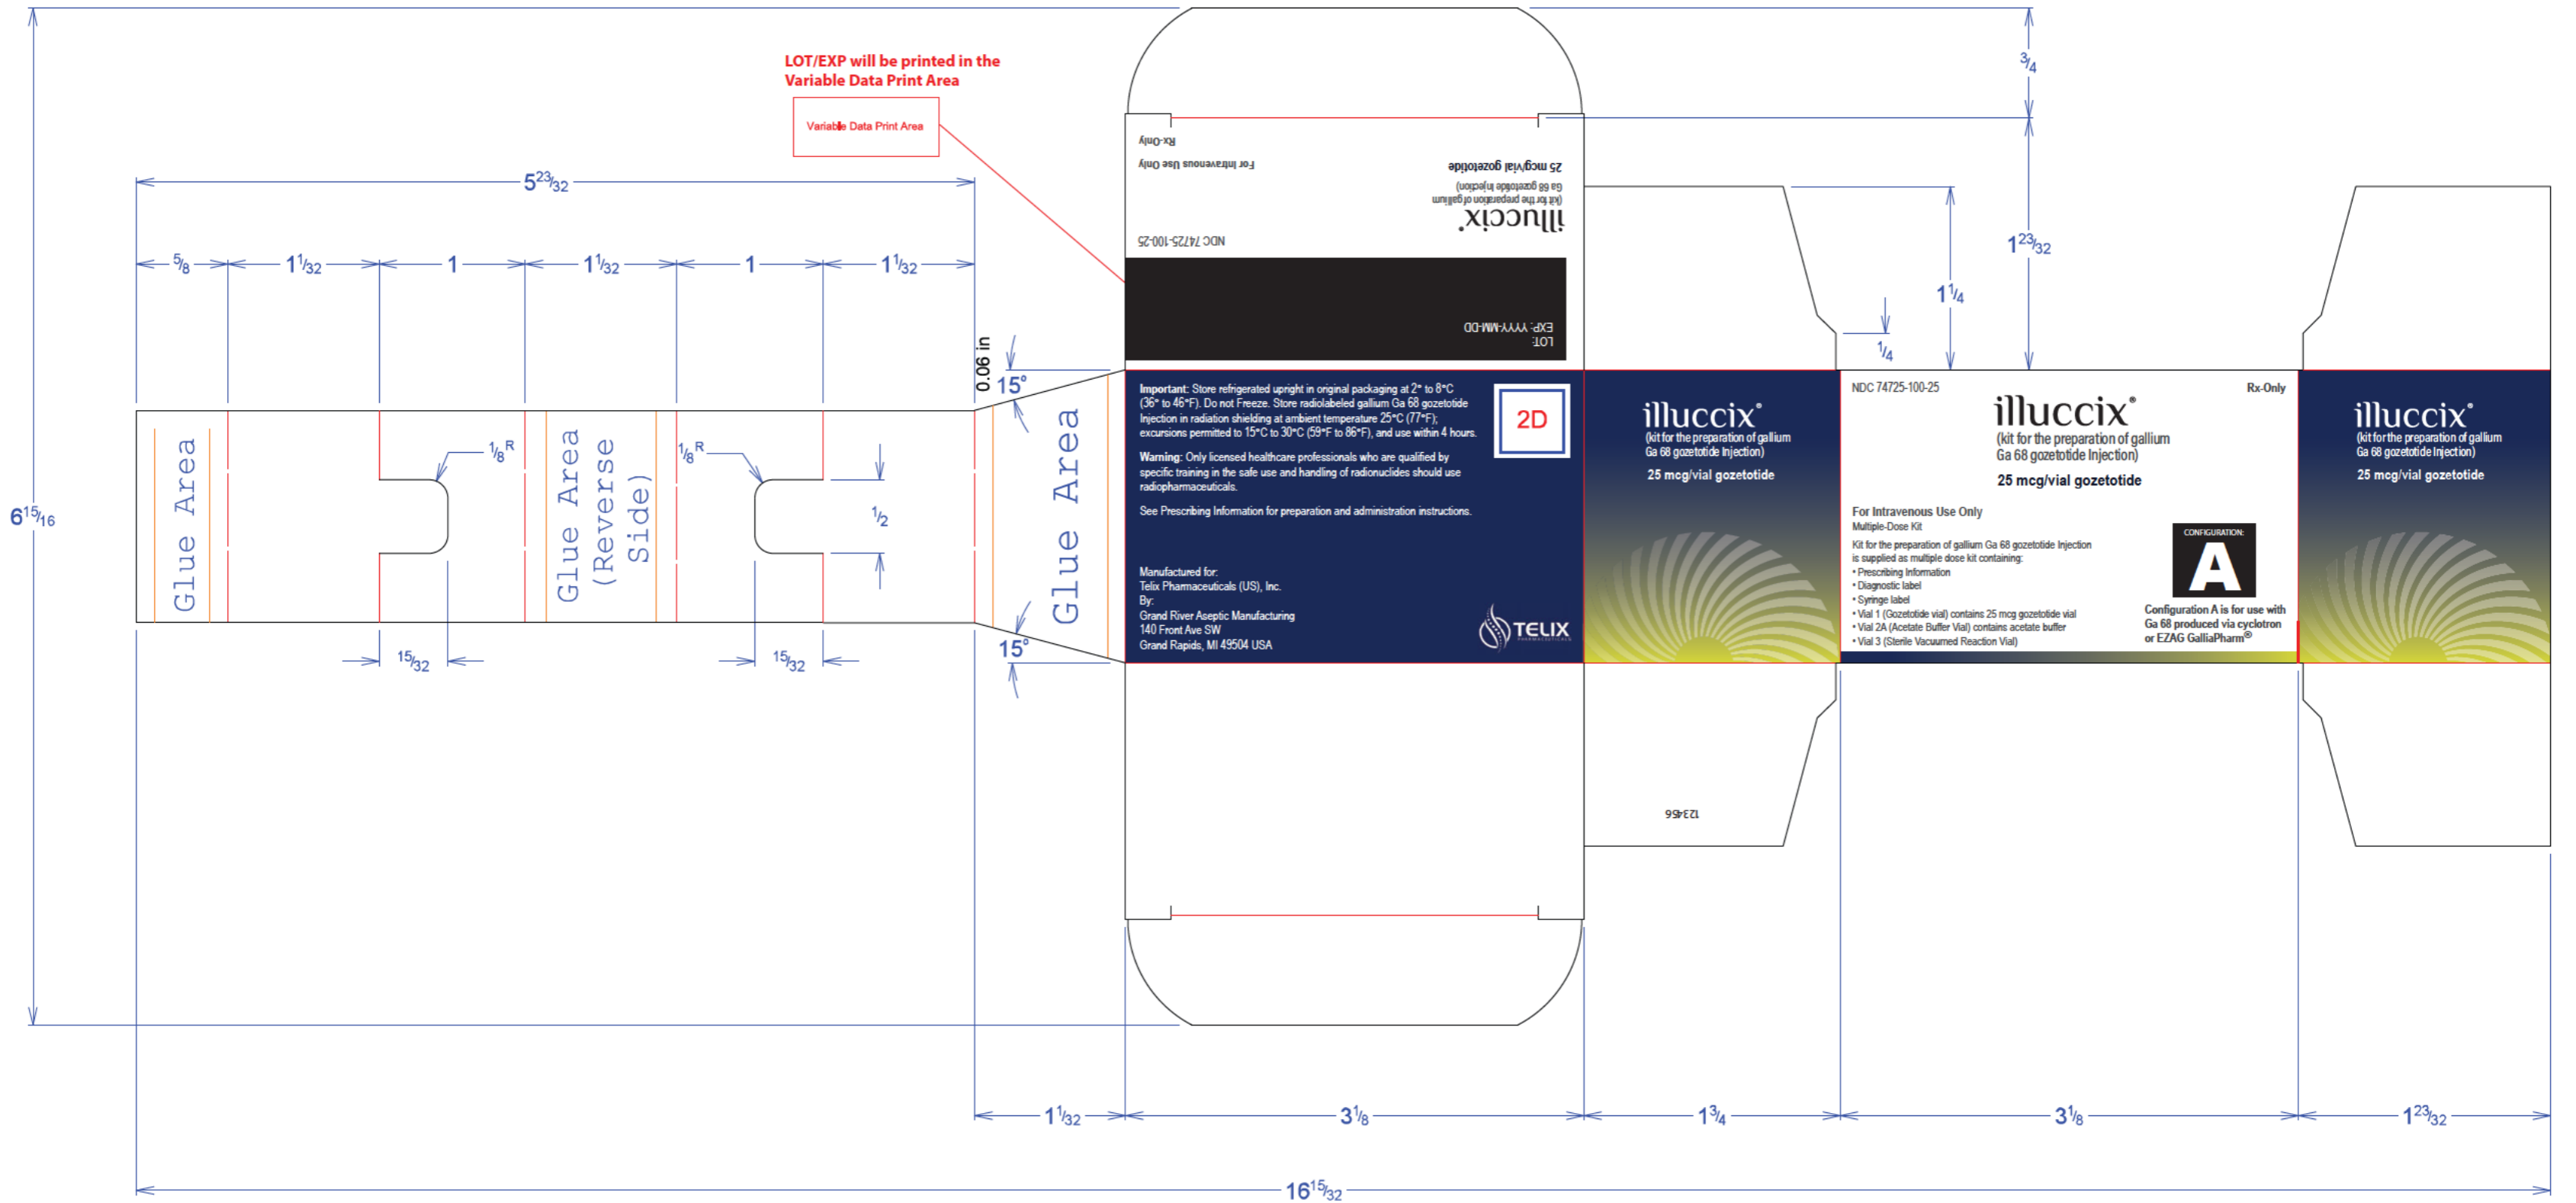 LOT/EXP will be printed in the
Variable Data Print Area
Variable Data Print Area
3/4
1 23/32
1 1/4
1/4
5 23/32
5/8
1 1/32
1
1 1/32
1
1 1/32
6 15/16
0.06 in
15°
15°
1/8 R
1/8 R
1/2
15/32
15/32
Glue Area
Glue Area
(Reverse
Side)
Glue Area
Rx-Only
For Intravenous Use Only
25 mcg/vial gozetotide
Ga 68 gozetotide Injection)
(kit for the preparation of gallium
illuccix®
NDC 74725-100-25
EXP: YYYY-MM-DD
LOT:
Important: Store refrigerated upright in original packaging at 2° to 8°C
(36° to 46°F). Do not Freeze. Store radiolabeled gallium Ga 68 gozetotide
Injection in radiation shielding at ambient temperature 25°C (77°F);
excursions permitted to 15°C to 30°C (59°F to 86°F), and use within 4 hours.
Warning: Only licensed healthcare professionals who are qualified by
specific training in the safe use and handling of radionuclides should use
radiopharmaceuticals.
See Prescribing Information for preparation and administration instructions.
2D
Manufactured for:
Telix Pharmaceuticals (US), Inc.
By:
Grand River Aseptic Manufacturing
140 Front Ave SW
Grand Rapids, MI 49504 USA
TELIX
PHARMACEUTICALS
illuccix®
(kit for the preparation of gallium
Ga 68 gozetotide Injection)
25 mcg/vial gozetotide
NDC 74725-100-25
Rx-Only
illuccix®
(kit for the preparation of gallium
Ga 68 gozetotide Injection)
25 mcg/vial gozetotide
For Intravenous Use Only
Multiple-Dose Kit
Kit for the preparation of gallium Ga 68 gozetotide Injection
is supplied as multiple dose kit containing:
• Prescribing Information
• Diagnostic label
• Syringe label
• Vial 1 (Gozetotide vial) contains 25 mcg gozetotide vial
• Vial 2A (Acetate Buffer Vial) contains acetate buffer
• Vial 3 (Sterile Vacuumed Reaction Vial)
CONFIGURATION:
A
Configuration A is for use with
Ga 68 produced via cyclotron
or EZAG GalliaPharm®
illuccix®
(kit for the preparation of gallium
Ga 68 gozetotide Injection)
25 mcg/vial gozetotide
123456
1 1/32
3 1/8
1 3/4
3 1/8
1 23/32
16 15/32